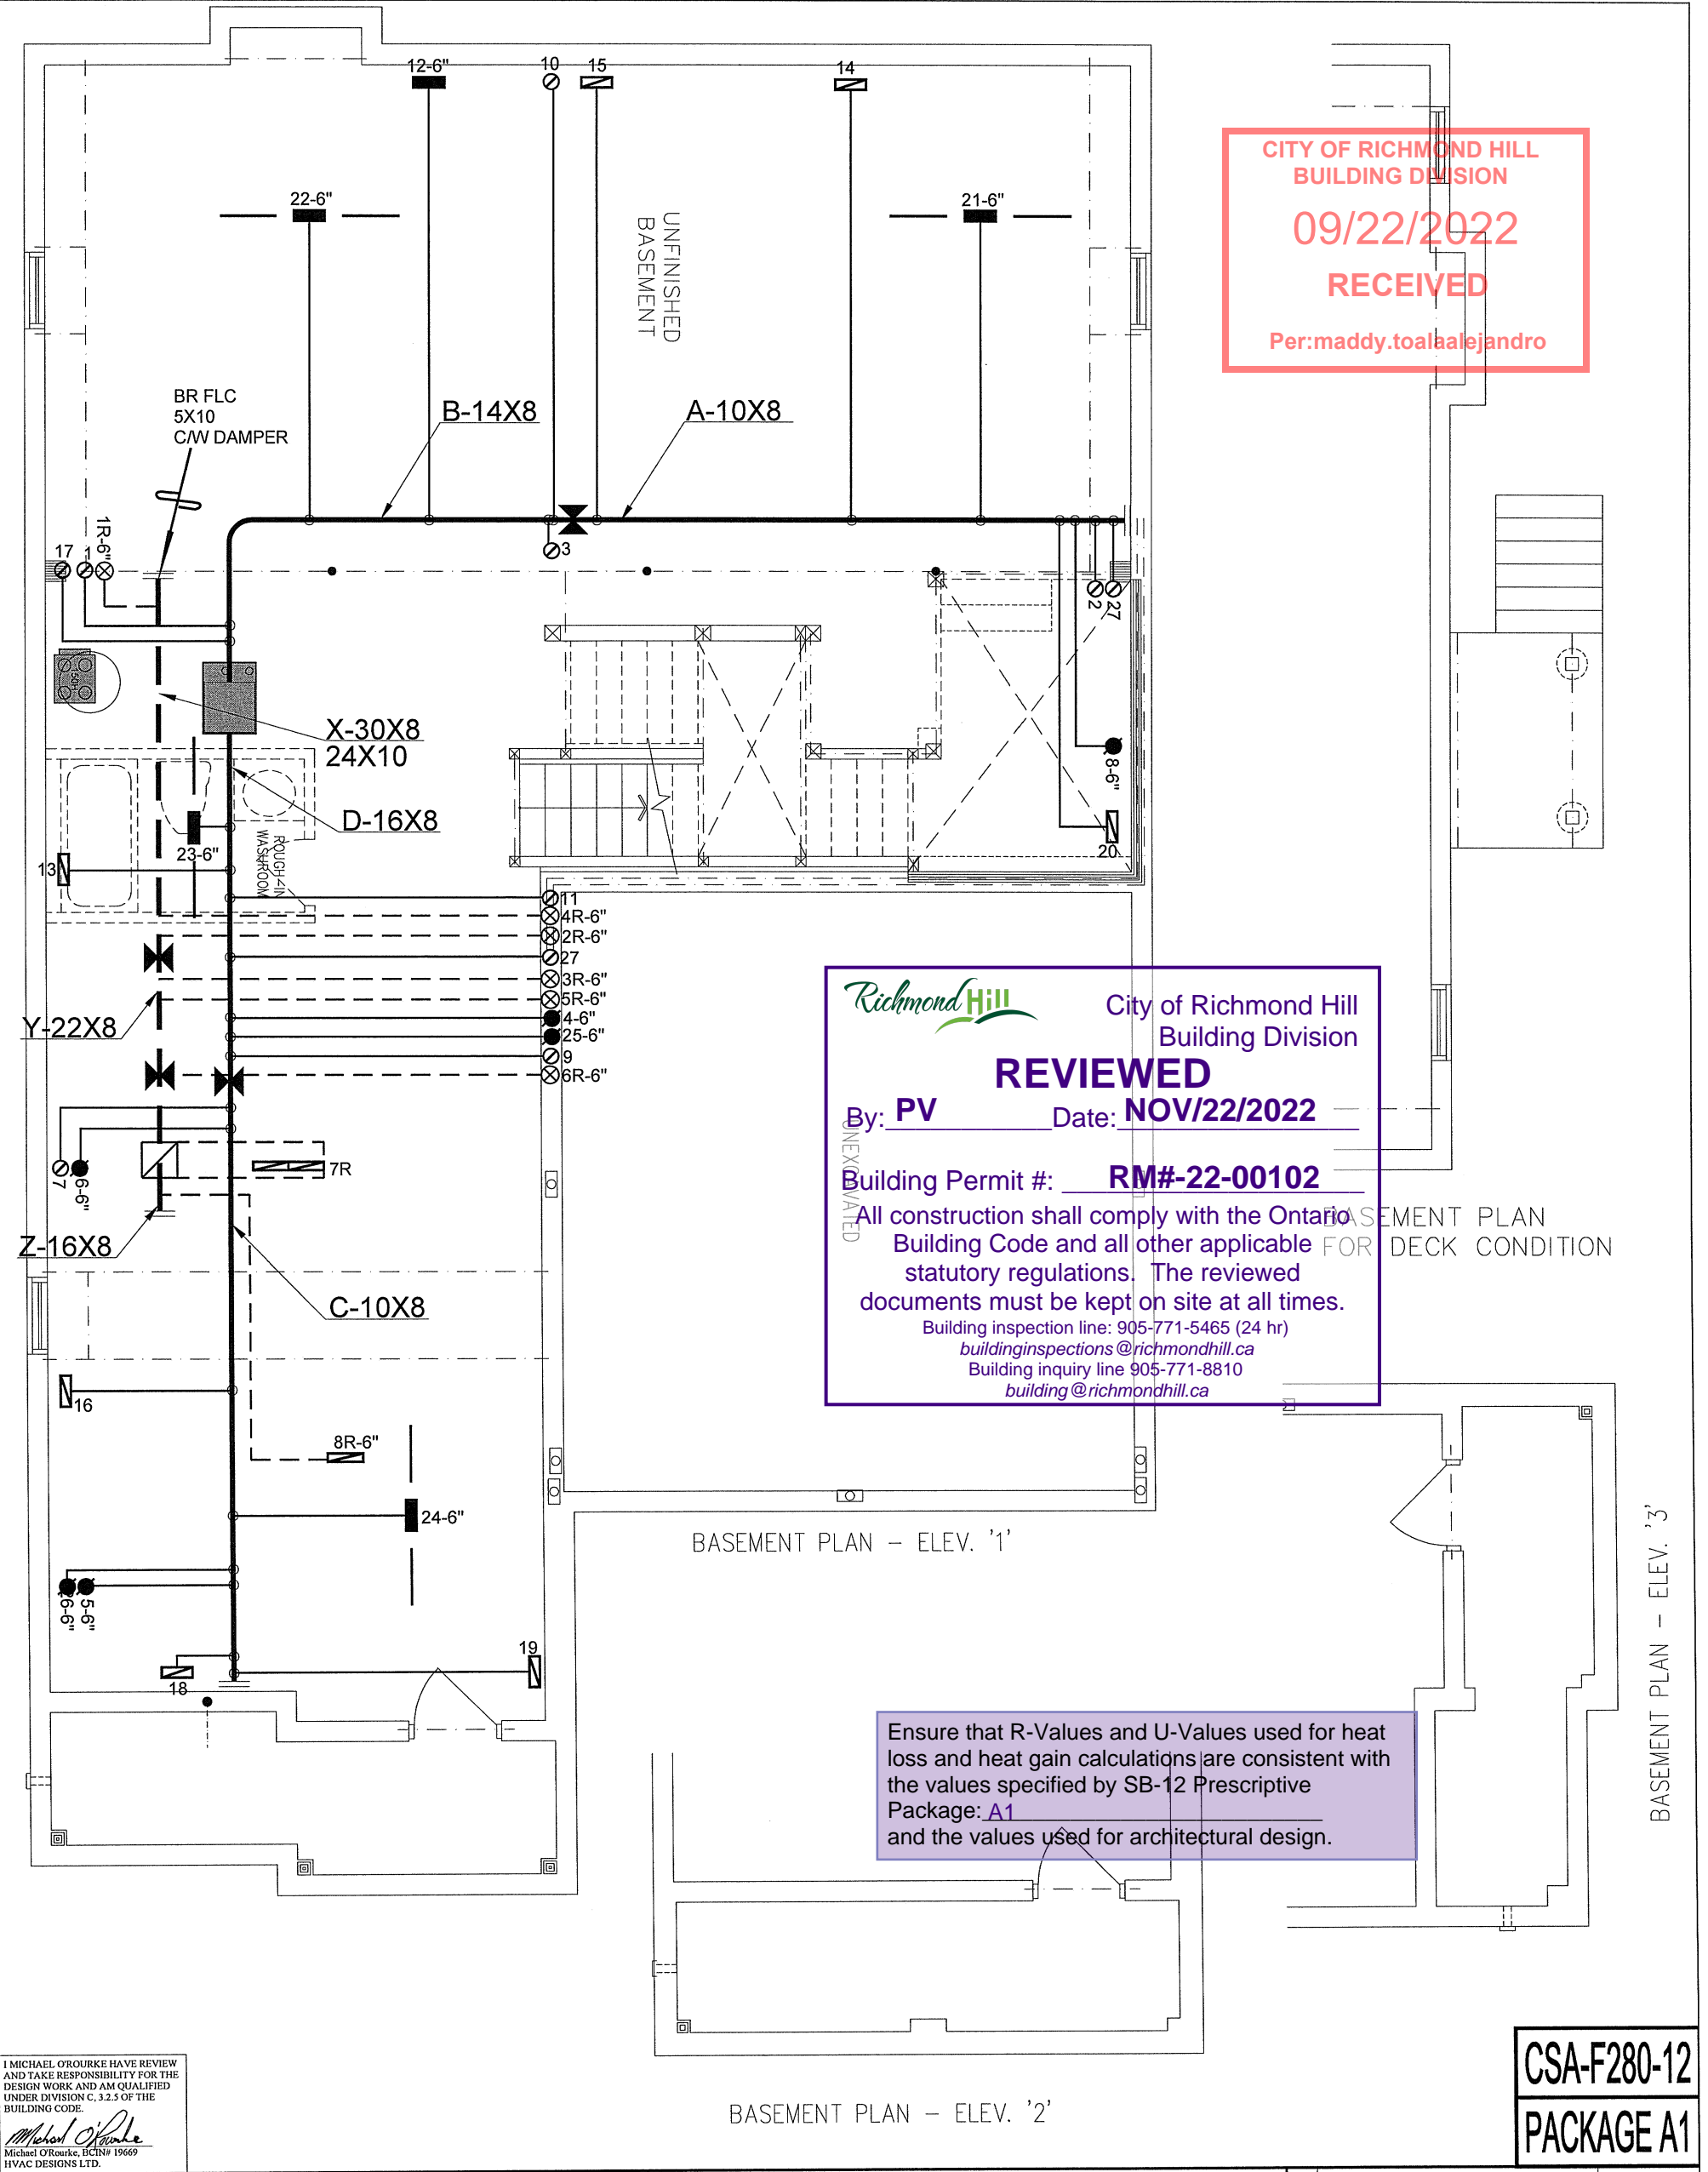 12-6"
10
15
14
CITY OF RICHMOND HILL
BUILDING DIVISION
09/22/2022
RECEIVED
Per:maddy.toalaalejandro
22-6"
21-6"
UNFINISHED
BASEMENT
BR FLC
5X10
C/W DAMPER
B-14X8
A-10X8
1R-6"
17
1
3
2
27
150H
X-30X8
24X10
8-6"
D-16X8
23-6"
ROUGH-IN
WASHROOM
13
20
11
4R-6"
2R-6"
27
3R-6"
5R-6"
4-6"
25-6"
9
6R-6"
Y-22X8
Richmond Hill
City of Richmond Hill
Building Division
REVIEWED
By: PV Date: NOV/22/2022
UNEXCAVATED
Building Permit #: RM#-22-00102
All construction shall comply with the Ontario
Building Code and all other applicable
statutory regulations. The reviewed
documents must be kept on site at all times.
Building inspection line: 905-771-5465 (24 hr)
buildinginspections@richmondhill.ca
Building inquiry line 905-771-8810
building@richmondhill.ca
7
6-6"
7R
Z-16X8
BASEMENT PLAN
FOR DECK CONDITION
C-10X8
16
8R-6"
24-6"
BASEMENT PLAN – ELEV. '1'
26-6"
5-6"
18
19
BASEMENT PLAN – ELEV. '3'
Ensure that R-Values and U-Values used for heat
loss and heat gain calculations are consistent with
the values specified by SB-12 Prescriptive
Package: A1
and the values used for architectural design.
BASEMENT PLAN – ELEV. '2'
I MICHAEL O'ROURKE HAVE REVIEW
AND TAKE RESPONSIBILITY FOR THE
DESIGN WORK AND AM QUALIFIED
UNDER DIVISION C, 3.2.5 OF THE
BUILDING CODE.
Michael O'Rourke
Michael O'Rourke, BCIN# 19669
HVAC DESIGNS LTD.
CSA-F280-12
PACKAGE A1